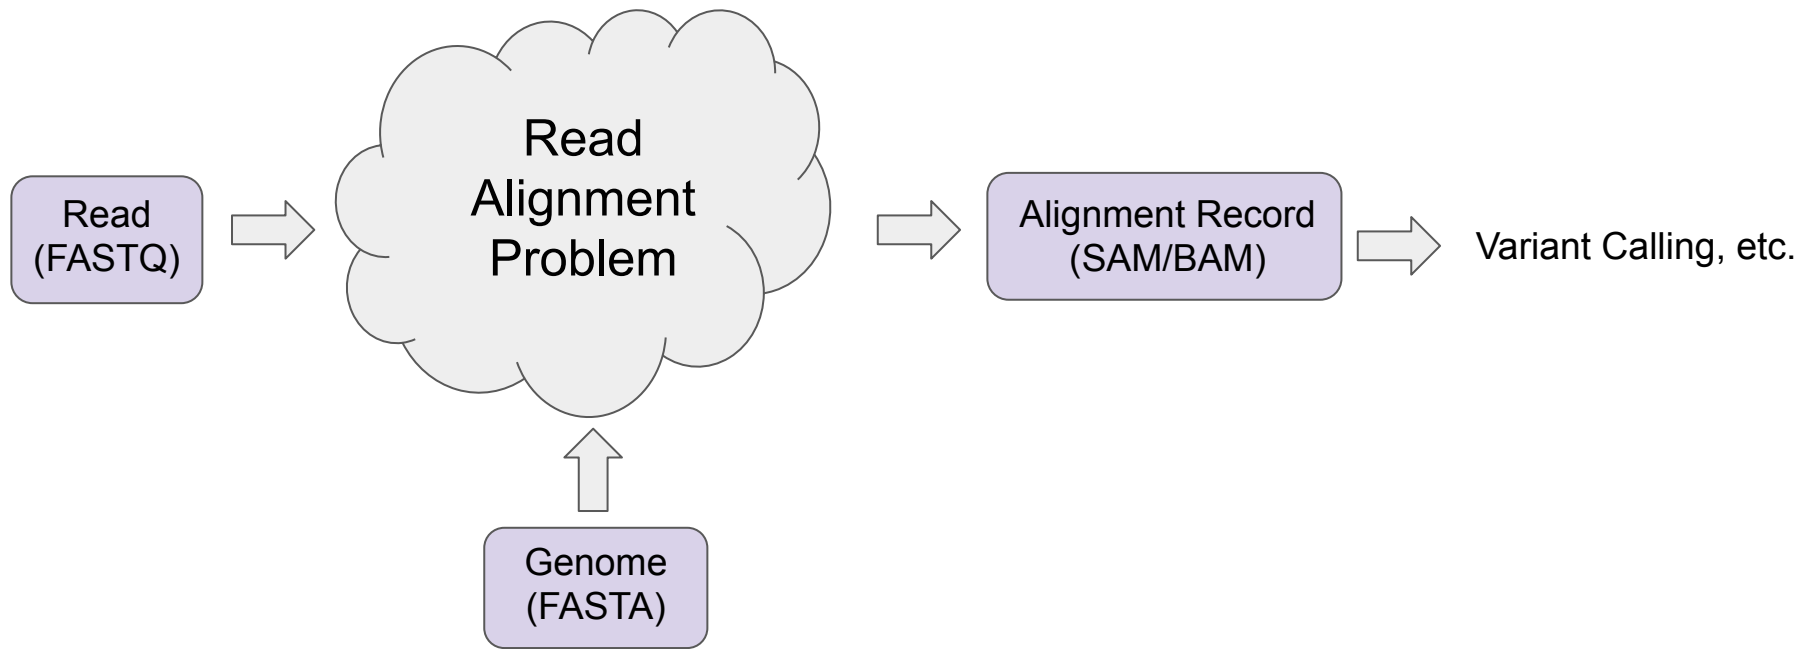 Read
(FASTQ)
Read
Alignment
Problem
Alignment Record
(SAM/BAM)
Variant Calling, etc.
Genome
(FASTA)